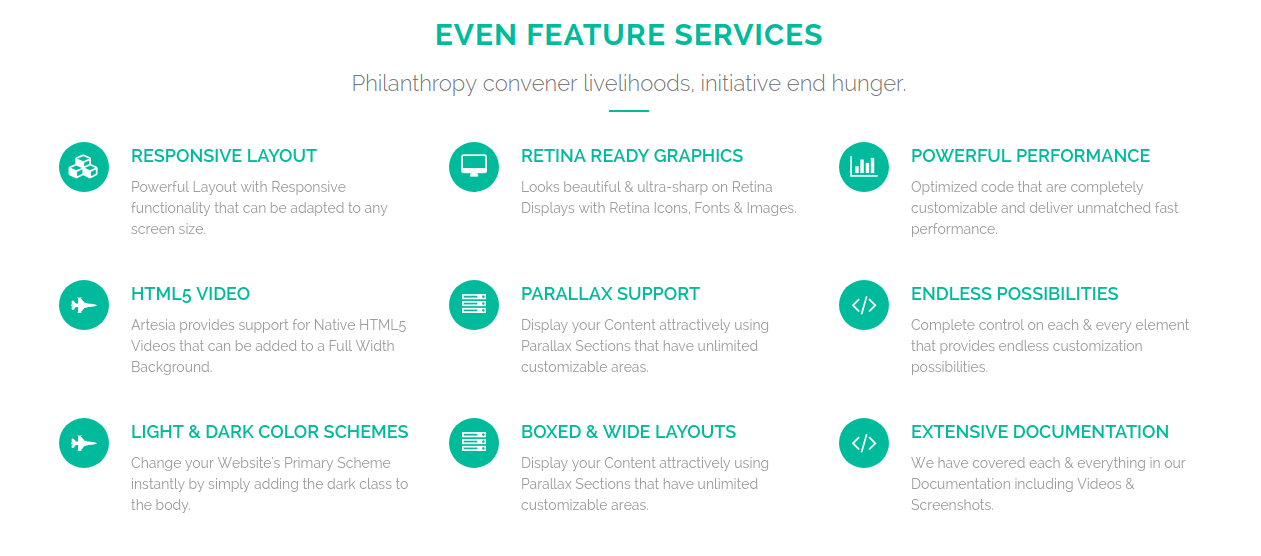 EVEN FEATURE SERVICES
Philanthropy convener livelihoods, initiative end hunger.
RESPONSIVE LAYOUT
Powerful Layout with Responsive
functionality that can be adapted to any
screen size.
RETINA READY GRAPHICS
Looks beautiful & ultra-sharp on Retina
Displays with Retina Icons, Fonts & Images.
POWERFUL PERFORMANCE
Optimized code that are completely
customizable and deliver unmatched fast
performance.
HTML5 VIDEO
Artesia provides support for Native HTML5
Videos that can be added to a Full Width
Background.
PARALLAX SUPPORT
Display your Content attractively using
Parallax Sections that have unlimited
customizable areas.
ENDLESS POSSIBILITIES
Complete control on each & every element
that provides endless customization
possibilities.
LIGHT & DARK COLOR SCHEMES
Change your Website's Primary Scheme
instantly by simply adding the dark class to
the body.
BOXED & WIDE LAYOUTS
Display your Content attractively using
Parallax Sections that have unlimited
customizable areas.
EXTENSIVE DOCUMENTATION
We have covered each & everything in our
Documentation including Videos &
Screenshots.